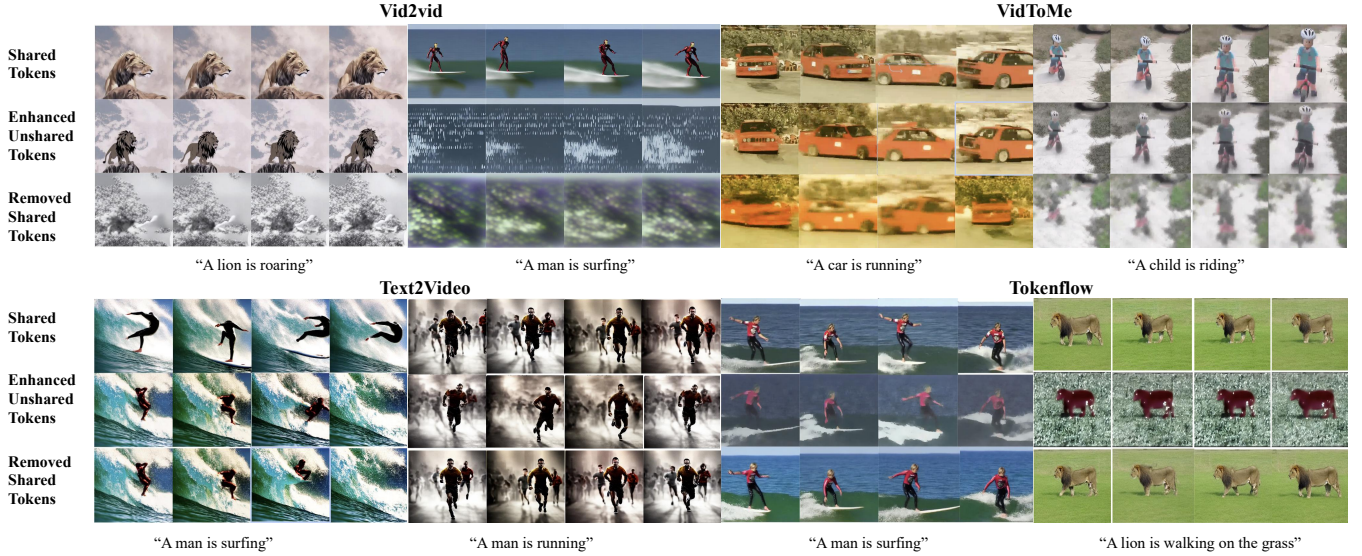 Vid2vid
VidToMe
Shared
Tokens
Enhanced
Unshared
Tokens
Removed
Shared
Tokens
“A lion is roaring”
“A man is surfing”
“A car is running”
“A child is riding”
Text2Video
Tokenflow
Shared
Tokens
Enhanced
Unshared
Tokens
Removed
Shared
Tokens
“A man is surfing”
“A man is running”
“A man is surfing”
“A lion is walking on the grass”